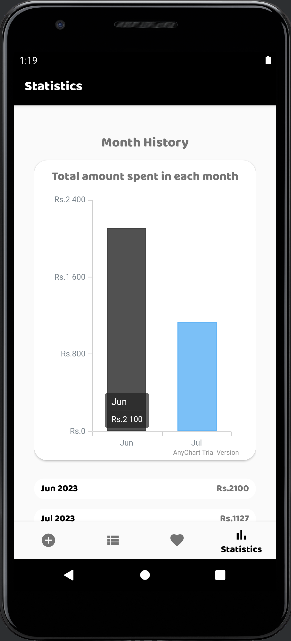 1:19
Statistics
Month History
Total amount spent in each month
Rs.2 400
Rs.1 600
Rs.800
Rs.0
Jun
Rs.2 100
Jun
Jul
AnyChart Trial Version
Jun 2023 Rs.2100
Jul 2023 Rs.1127
Statistics